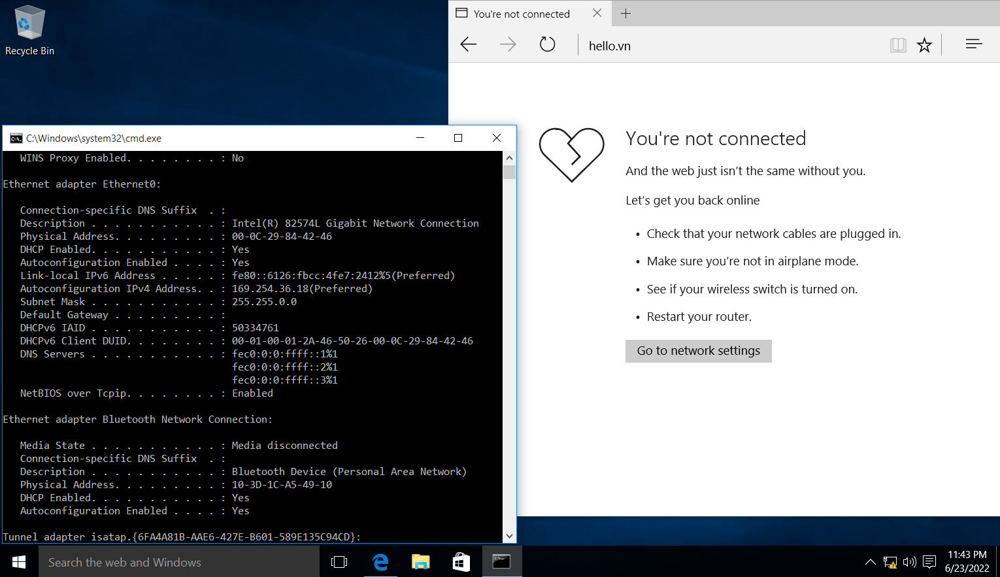 Recycle Bin
You're not connected
hello.vn
C:\Windows\system32\cmd.exe
WINS Proxy Enabled. . . . . . . . : No
Ethernet adapter Ethernet0:
Connection-specific DNS Suffix  . :
Description . . . . . . . . . . . : Intel(R) 82574L Gigabit Network Connection
Physical Address. . . . . . . . . : 00-0C-29-84-42-46
DHCP Enabled. . . . . . . . . . . : Yes
Autoconfiguration Enabled . . . . : Yes
Link-local IPv6 Address . . . . . : fe80::6126:fbcc:4fe7:2412%5(Preferred)
Autoconfiguration IPv4 Address. . : 169.254.36.18(Preferred)
Subnet Mask . . . . . . . . . . . : 255.255.0.0
Default Gateway . . . . . . . . . :
DHCPv6 IAID . . . . . . . . . . . : 50334761
DHCPv6 Client DUID. . . . . . . . : 00-01-00-01-2A-46-50-26-00-0C-29-84-42-46
DNS Servers . . . . . . . . . . . : fec0:0:0:ffff::1%1
fec0:0:0:ffff::2%1
fec0:0:0:ffff::3%1
NetBIOS over Tcpip. . . . . . . . : Enabled
Ethernet adapter Bluetooth Network Connection:
Media State . . . . . . . . . . . : Media disconnected
Connection-specific DNS Suffix  . :
Description . . . . . . . . . . . : Bluetooth Device (Personal Area Network)
Physical Address. . . . . . . . . : 10-3D-1C-A5-49-10
DHCP Enabled. . . . . . . . . . . : Yes
Autoconfiguration Enabled . . . . : Yes
Tunnel adapter isatap.{6FA4A81B-AAE6-427E-B601-589E135C94CD}:
You're not connected
And the web just isn't the same without you.
Let's get you back online
• Check that your network cables are plugged in.
• Make sure you're not in airplane mode.
• See if your wireless switch is turned on.
• Restart your router.
Go to network settings
Search the web and Windows
11:43 PM
6/23/2022